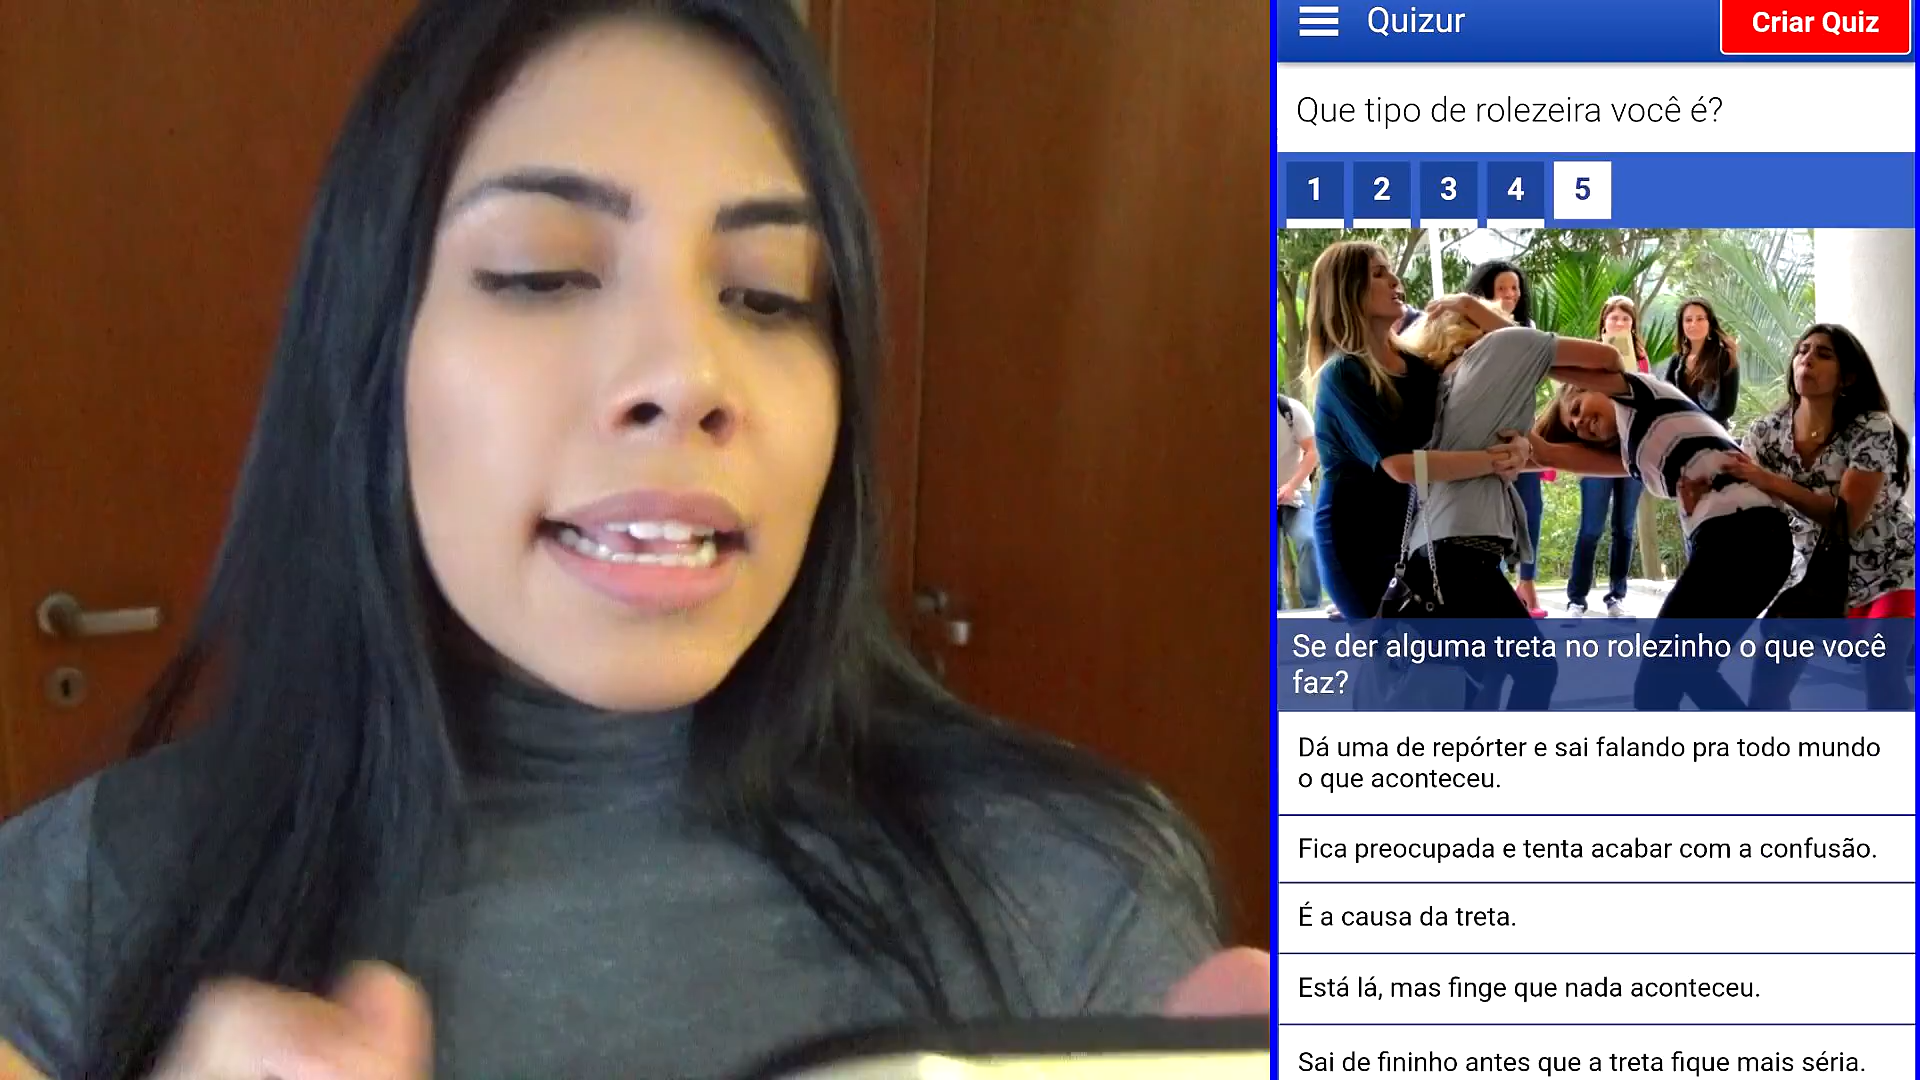 Quizur
Criar Quiz
Que tipo de rolezeira você é?
1 2 3 4 5
Se der alguma treta no rolezinho o que você
faz?
Dá uma de repórter e sai falando pra todo mundo
o que aconteceu.
Fica preocupada e tenta acabar com a confusão.
É a causa da treta.
Está lá, mas finge que nada aconteceu.
Sai de fininho antes que a treta fique mais séria.